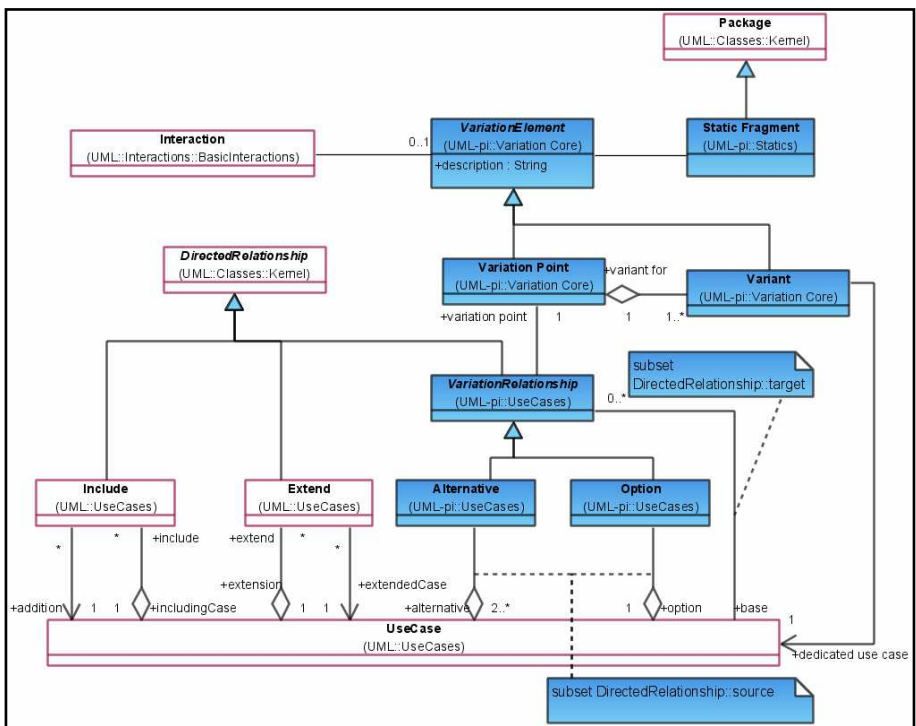 Package
(UML::Classes::Kernel)
Interaction
(UML::Interactions::BasicInteractions)
0..1
VariationElement
(UML-pi::Variation Core)
+description : String
Static Fragment
(UML-pi::Statics)
DirectedRelationship
(UML::Classes::Kernel)
Variation Point
(UML-pi::Variation Core)
+variant for
Variant
(UML-pi::Variation Core)
+variation point
1
1
1..*
subset
DirectedRelationship::target
VariationRelationship
(UML-pi::UseCases)
0..*
Include
(UML::UseCases)
Extend
(UML::UseCases)
Alternative
(UML-pi::UseCases)
Option
(UML-pi::UseCases)
*
*
+include
+extend
*
*
+extension
+extendedCase
+addition
1
1
+includingCase
1
1
+alternative
2..*
1
+option
+base
1
UseCase
(UML::UseCases)
+dedicated use case
subset DirectedRelationship::source